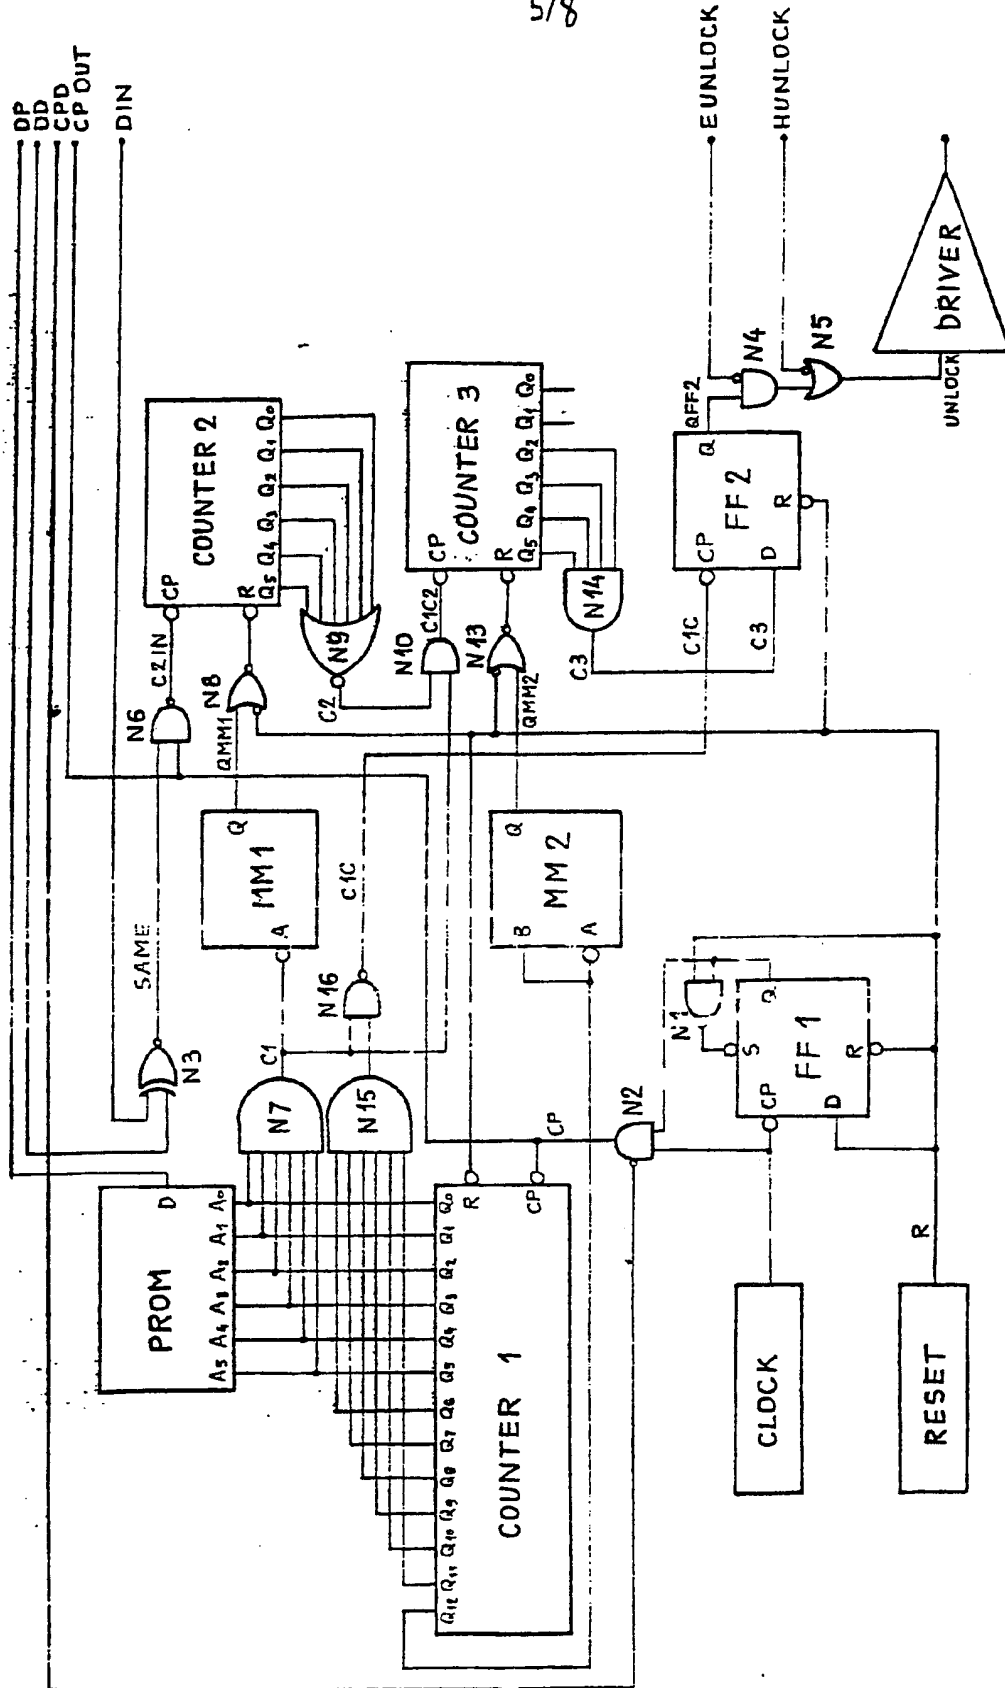 5/8
DP
DD
CPD
CP OUT
DIN
EUNLOCK
HUNLOCK
COUNTER 2
CP
R
Q5 Q4 Q3 Q2 Q1 Q0
C2IN
N6
N8
QMM1
N9
C2
COUNTER 3
CP
R
Q5 Q4 Q3 Q2 Q1 Q0
C1C2
N10
N13
QMM2
N14
C3
C1C
C3
FF 2
CP
D
Q
R
QFF2
N4
N5
UNLOCK
DRIVER
SAME
N3
MM 1
Q
A
MM 2
Q
B
A
C1C
N16
C1
N7
N15
PROM
D
A5 A4 A3 A2 A1 A0
COUNTER 1
R
CP
Q12 Q11 Q10 Q9 Q8 Q7 Q6 Q5 Q4 Q3 Q2 Q1 Q0
CP
N2
N1
FF 1
S
Q
CP
D
R
CLOCK
RESET
R